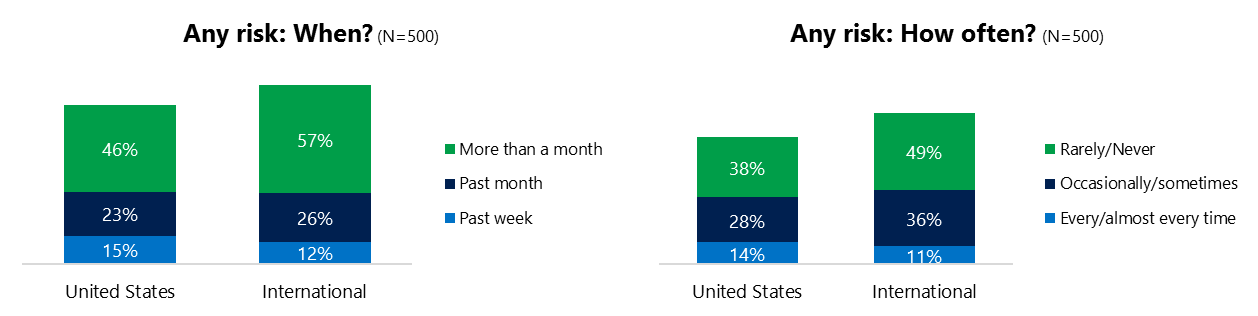 Any risk: When? (N=500)
46%
57%
23%
26%
15%
12%
United States
International
More than a month
Past month
Past week
Any risk: How often? (N=500)
38%
49%
28%
36%
14%
11%
United States
International
Rarely/Never
Occasionally/sometimes
Every/almost every time